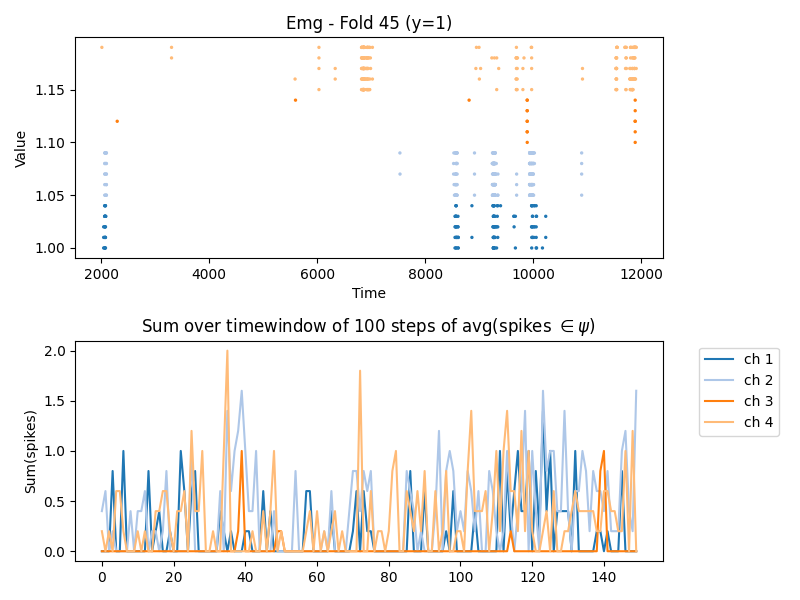 Emg - Fold 45 (y=1)
Value
1.15
1.10
1.05
1.00
2000 4000 6000 8000 10000 12000
Time
Sum over timewindow of 100 steps of avg(spikes ∈ ψ)
Sum(spikes)
2.0
1.5
1.0
0.5
0.0
0 20 40 60 80 100 120 140
ch 1
ch 2
ch 3
ch 4